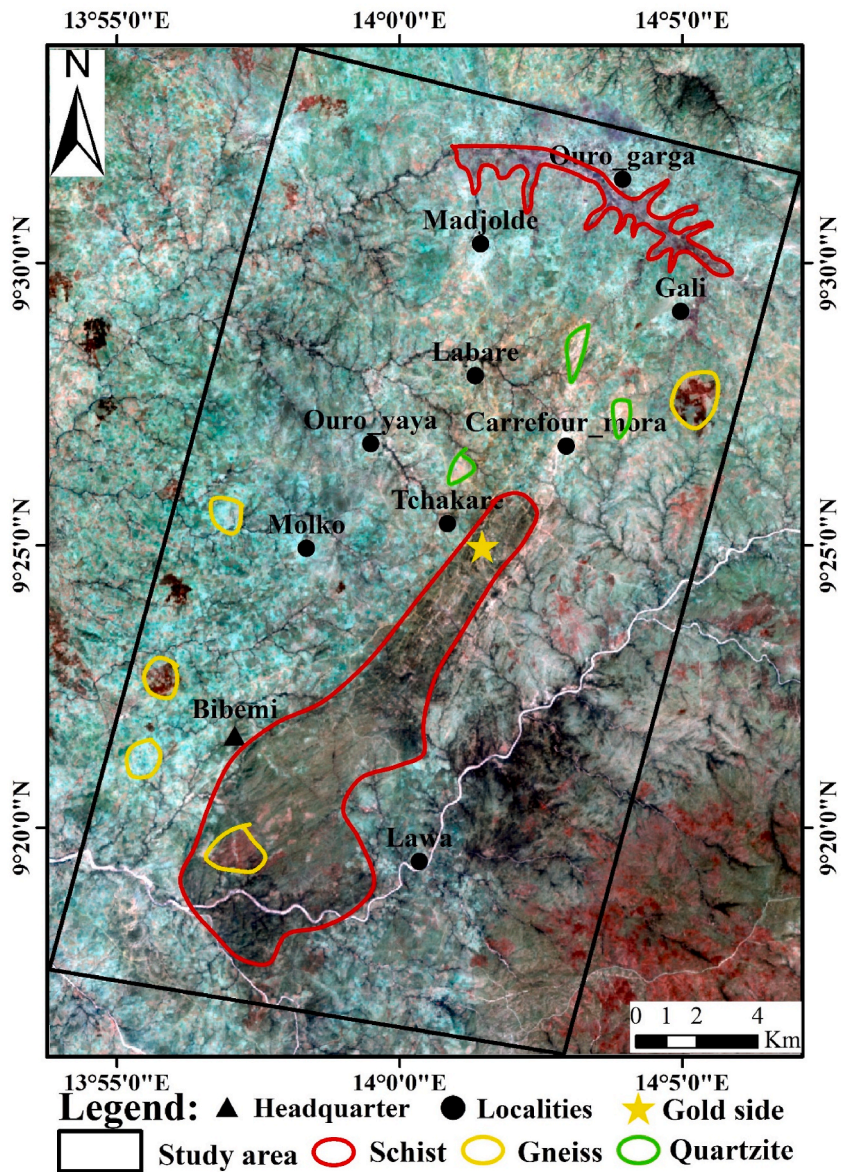 13°55'0"E 14°0'0"E 14°5'0"E
N
Ouro_garga
Madjolde
9°30'0"N 9°30'0"N
Gali
Labare
Ouro_yaya Carrefour_mora
Tchakare
Molko
9°25'0"N 9°25'0"N
Bibemi
9°20'0"N 9°20'0"N
Lawa
0 1 2 4
Km
13°55'0"E 14°0'0"E 14°5'0"E
Legend: Headquarter Localities Gold side
Study area Schist Gneiss Quartzite